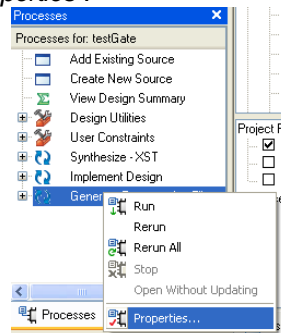 Processes
Processes for: testGate
Add Existing Source
Create New Source
View Design Summary
Design Utilities
User Constraints
Synthesize - XST
Implement Design
Project
Run
Rerun
Rerun All
Stop
Open Without Updating
Processes
Properties...